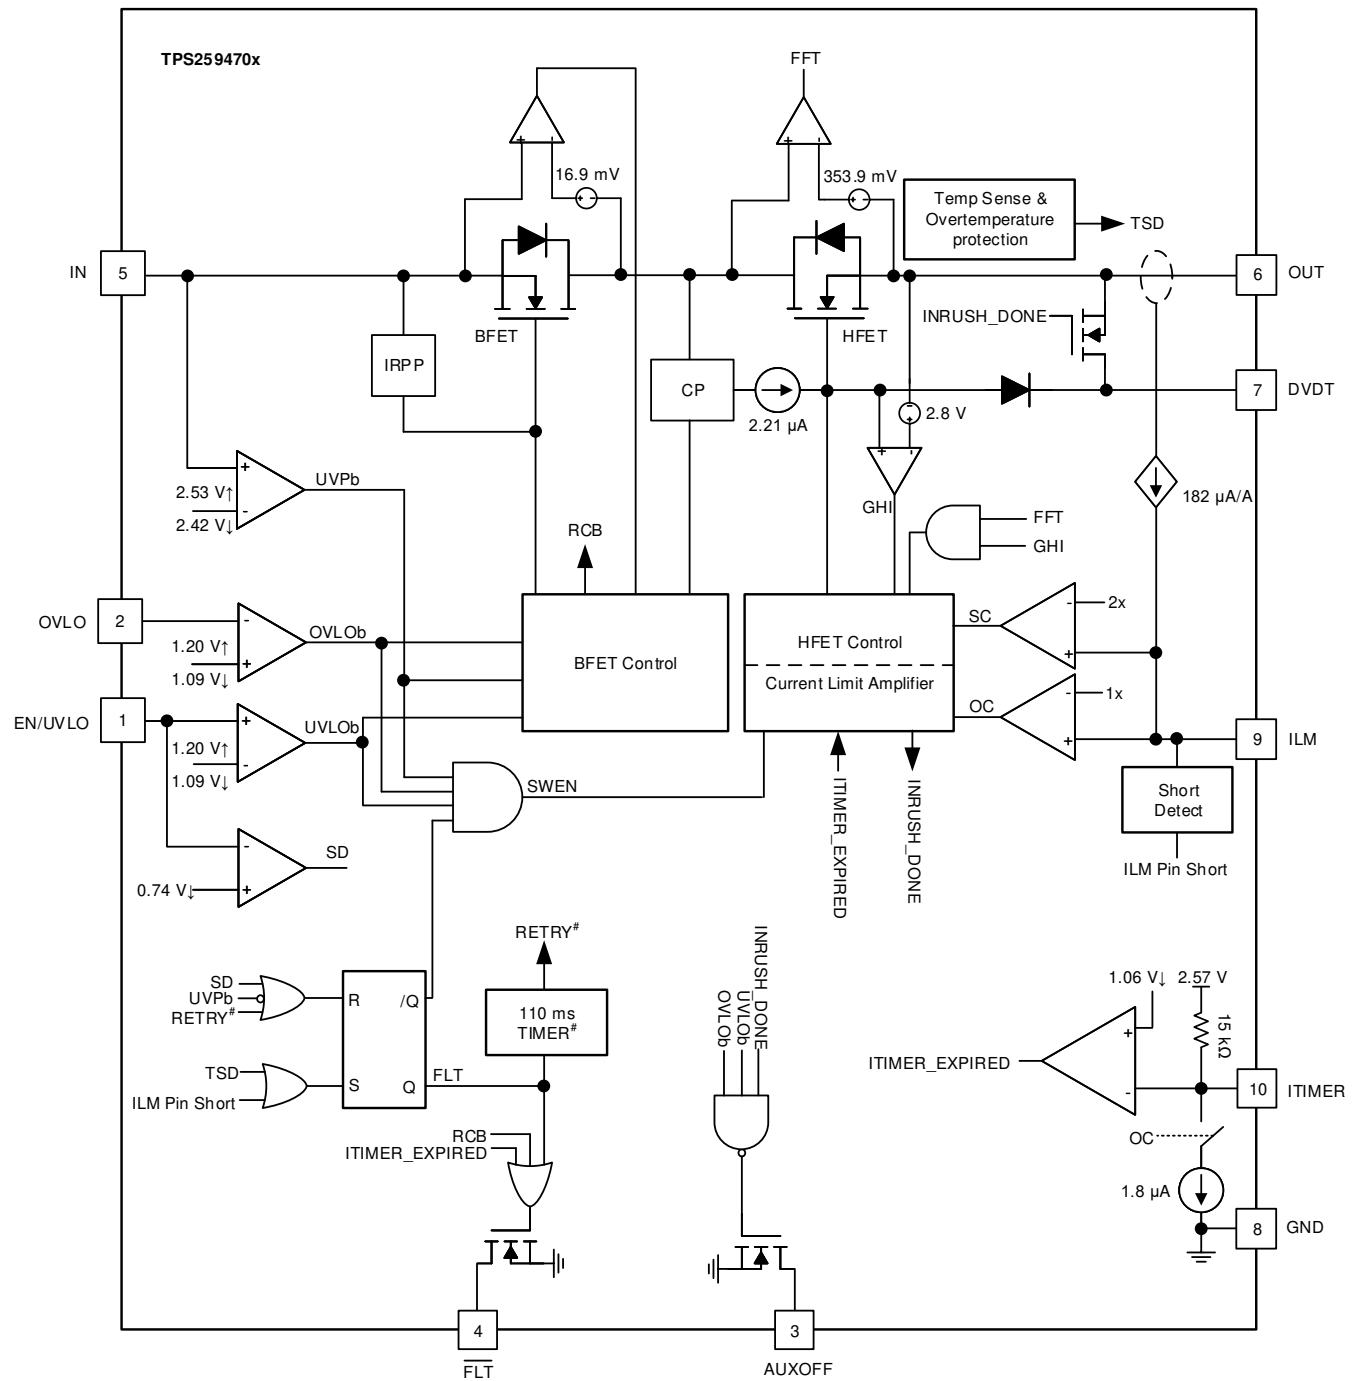 TPS259470x
FFT
16.9 mV
353.9 mV
Temp Sense &
Overtemperature
protection
TSD
IN
5
6
OUT
BFET
HFET
INRUSH_DONE
IRPP
CP
2.21 µA
2.8 V
7
DVDT
+
-
UVPb
2.53 V↑
2.42 V↓
GHI
182 µA/A
RCB
FFT
GHI
OVLO
2
OVLOb
1.20 V↑
1.09 V↓
BFET Control
HFET Control
Current Limit Amplifier
SC
2x
OC
1x
EN/UVLO
1
UVLOb
1.20 V↑
1.09 V↓
9
ILM
SWEN
ITIMER_EXPIRED
INRUSH_DONE
Short
Detect
ILM Pin Short
SD
0.74 V↓
RETRY#
SD
UVPb
RETRY#
R
/Q
110 ms
TIMER#
OVLOb
UVLOb
INRUSH_DONE
1.06 V↓
2.57 V
15 kΩ
ITIMER_EXPIRED
TSD
ILM Pin Short
S
Q
FLT
10
ITIMER
RCB
ITIMER_EXPIRED
OC
1.8 µA
8
GND
4
FLT
3
AUXOFF